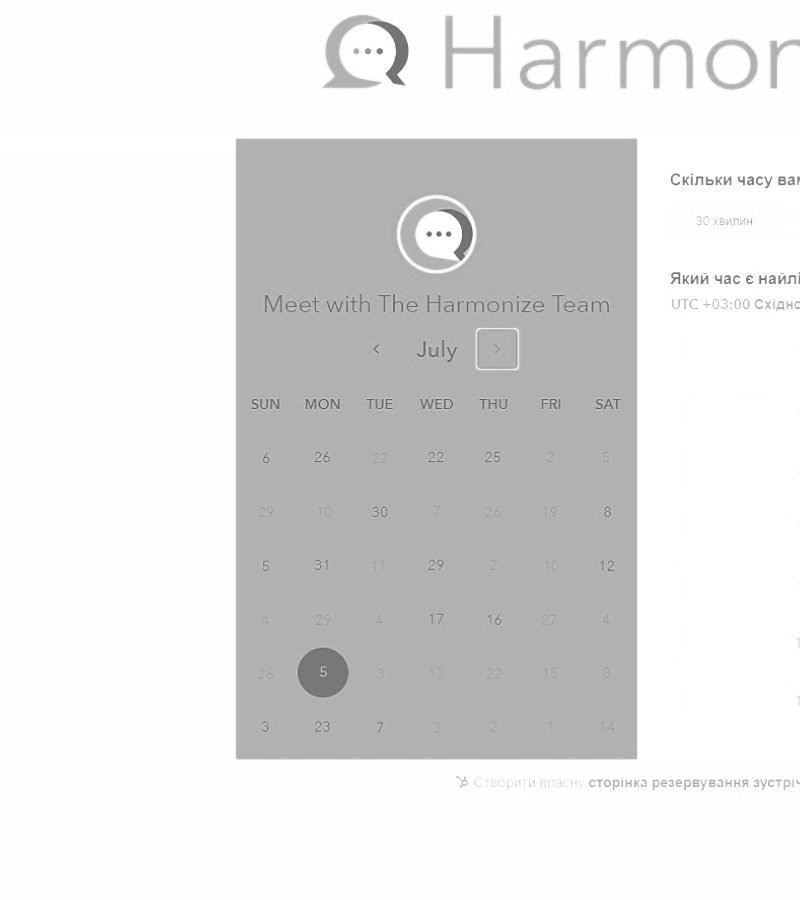 Harmon
Meet with The Harmonize Team
July
SUN MON TUE WED THU FRI SAT
6 26 22 22 25 2 5
29 10 30 7 26 19 8
5 31 11 29 2 10 12
4 29 4 17 16 27 4
28 5 3 13 22 15 8
3 23 7 3 2 1 14
Скільки часу ва
30 хвилин
Який час є найлі
UTC +03:00 Східно
Створити власну сторінка резервування зустріч